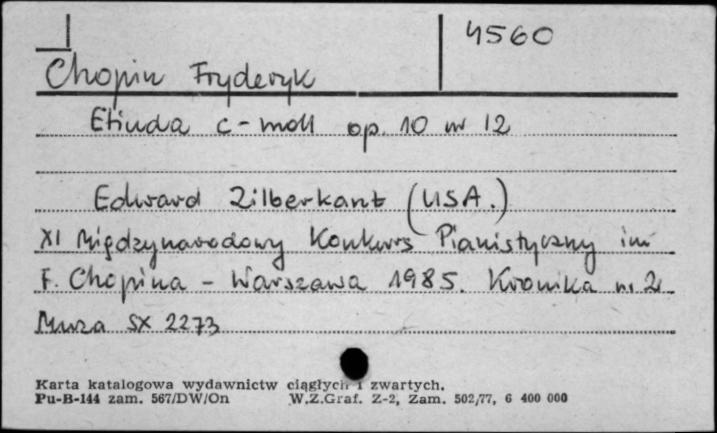 4560
Chopin Fryderyk
Etiuda c-moll op. 10 nr 12
Edward Zilberkant (USA.)
XI Międzynarodowy Konkurs Pianistyczny im
F. Chopina - Warszawa 1985. Kronika nr 2
Muza SX 2273
Karta katalogowa wydawnictw ciągłych i zwartych.
Pu-B-144 zam. 567/DW/On W.Z.Graf. Z-2, Zam. 502/77, 6 400 000